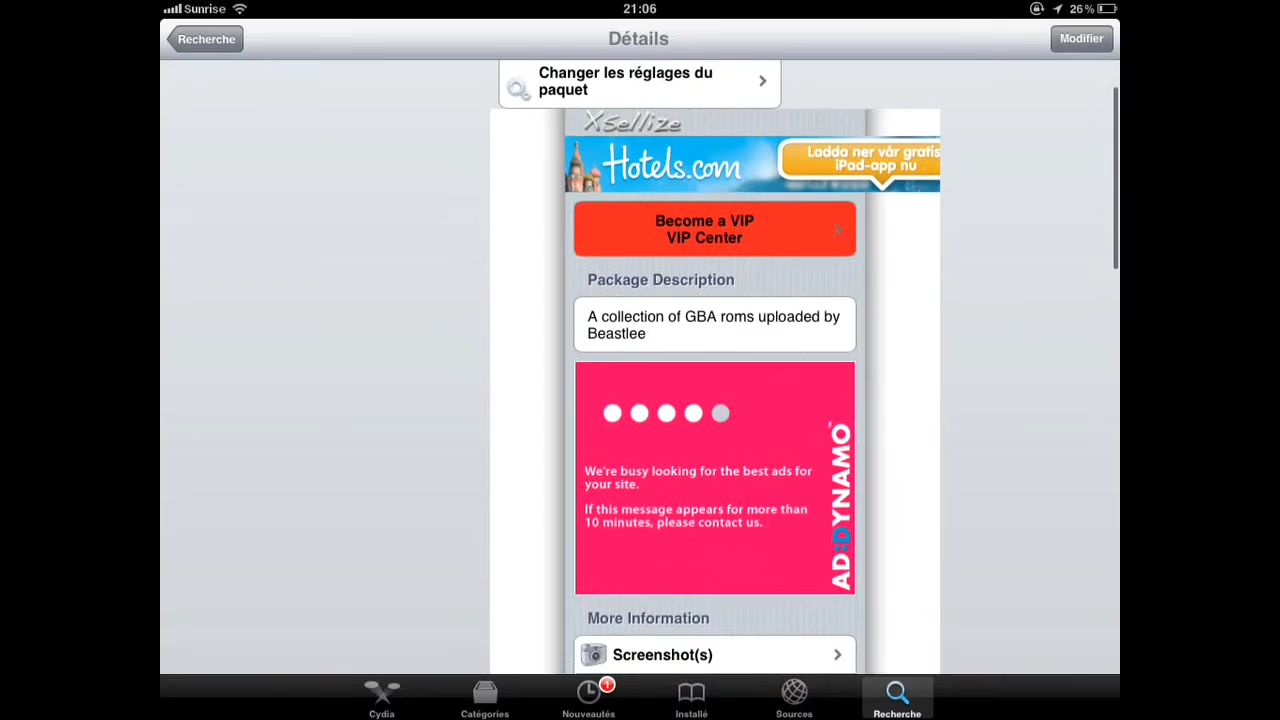 Sunrise 21:06 26%
Recherche Détails Modifier
Changer les réglages du
paquet
XSellize
Hotels.com
Ladda ner vår gratis
iPad-app nu
Become a VIP
VIP Center
Package Description
A collection of GBA roms uploaded by
Beastlee
We're busy looking for the best ads for
your site.
If this message appears for more than
10 minutes, please contact us.
AD:DYNAMO
More Information
Screenshot(s)
1
Cydia Catégories Nouveautés Installé Sources Recherche